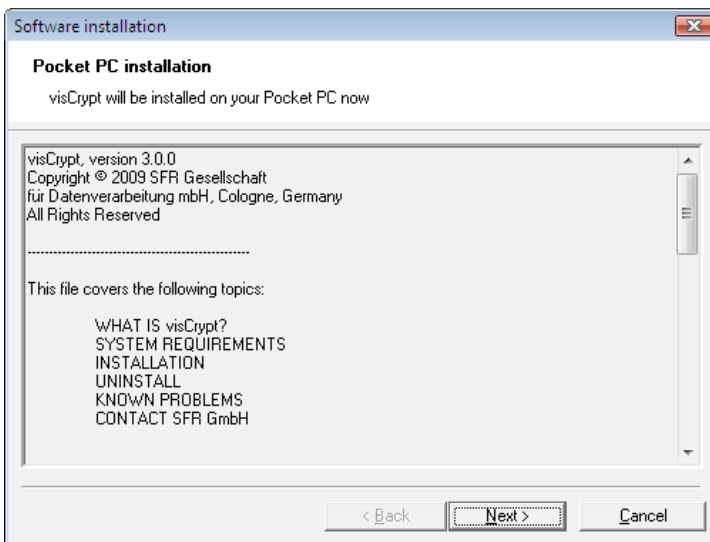 Software installation
Pocket PC installation
visCrypt will be installed on your Pocket PC now
visCrypt, version 3.0.0
Copyright © 2009 SFR Gesellschaft
für Datenverarbeitung mbH, Cologne, Germany
All Rights Reserved
----------------------------------------------------
This file covers the following topics:
WHAT IS visCrypt?
SYSTEM REQUIREMENTS
INSTALLATION
UNINSTALL
KNOWN PROBLEMS
CONTACT SFR GmbH
< Back Next > Cancel